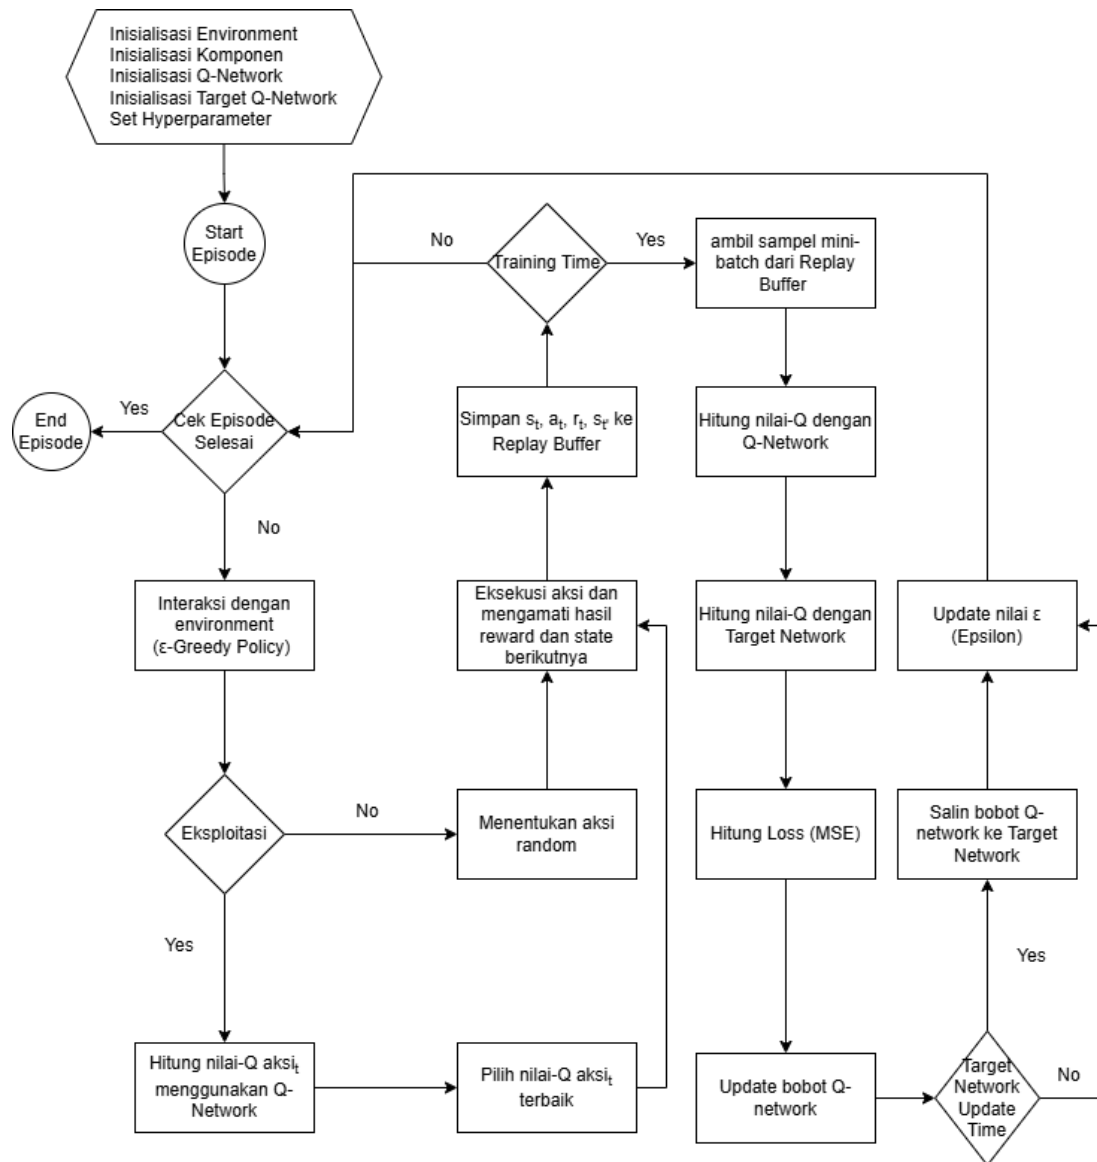 Inisialisasi Environment
Inisialisasi Komponen
Inisialisasi Q-Network
Inisialisasi Target Q-Network
Set Hyperparameter
Start
Episode
Cek Episode
Selesai
Yes
End
Episode
No
Interaksi dengan
environment
(ε-Greedy Policy)
Eksploitasi
No
Menentukan aksi
random
Yes
Hitung nilai-Q aksiₜ
menggunakan Q-
Network
Pilih nilai-Q aksiₜ
terbaik
Eksekusi aksi dan
mengamati hasil
reward dan state
berikutnya
Simpan sₜ, aₜ, rₜ, sₜ' ke
Replay Buffer
Training Time
No
Yes
ambil sampel mini-
batch dari Replay
Buffer
Hitung nilai-Q dengan
Q-Network
Hitung nilai-Q dengan
Target Network
Hitung Loss (MSE)
Update bobot Q-
network
Target
Network
Update
Time
No
Yes
Salin bobot Q-
network ke Target
Network
Update nilai ε
(Epsilon)